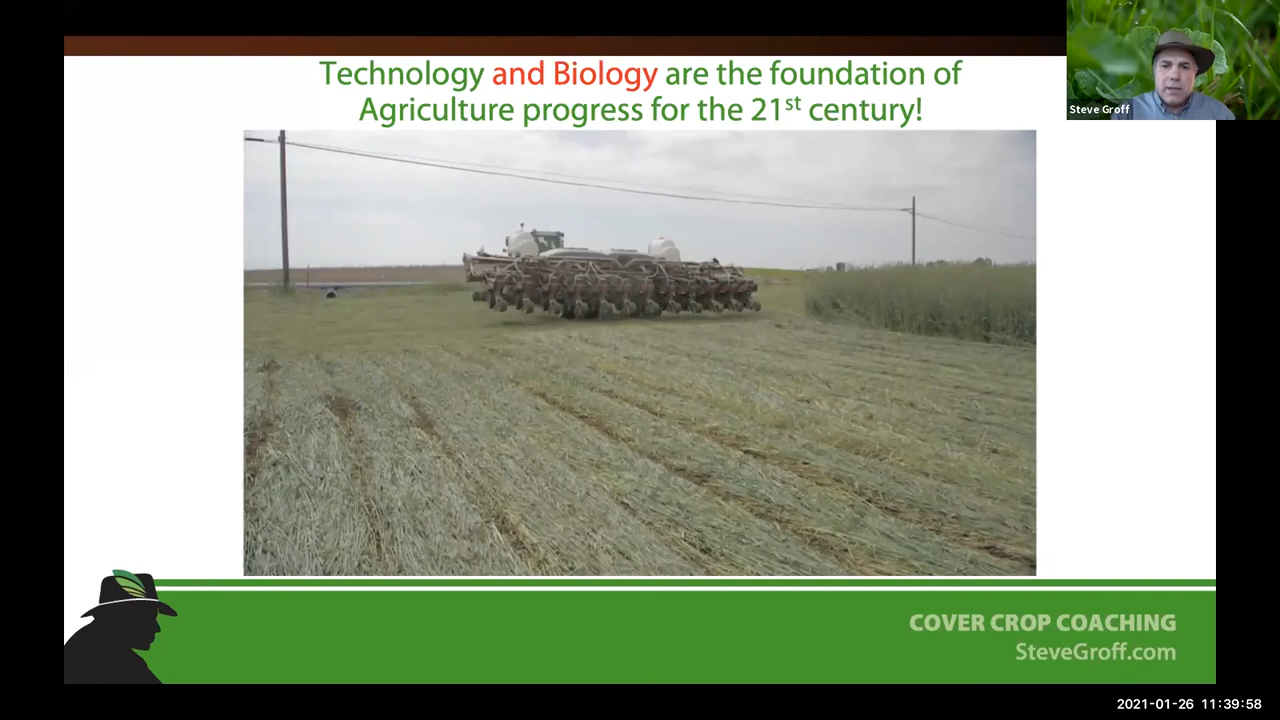 Technology and Biology are the foundation of
Agriculture progress for the 21st century!
Steve Groff
COVER CROP COACHING
SteveGroff.com
2021-01-26 11:39:58